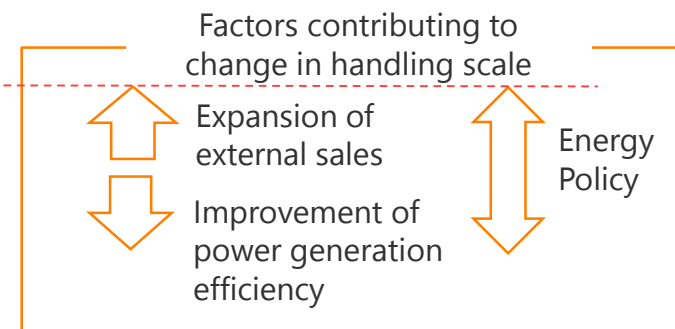 Factors contributing to
change in handling scale
Expansion of
external sales
Improvement of
power generation
efficiency
Energy
Policy